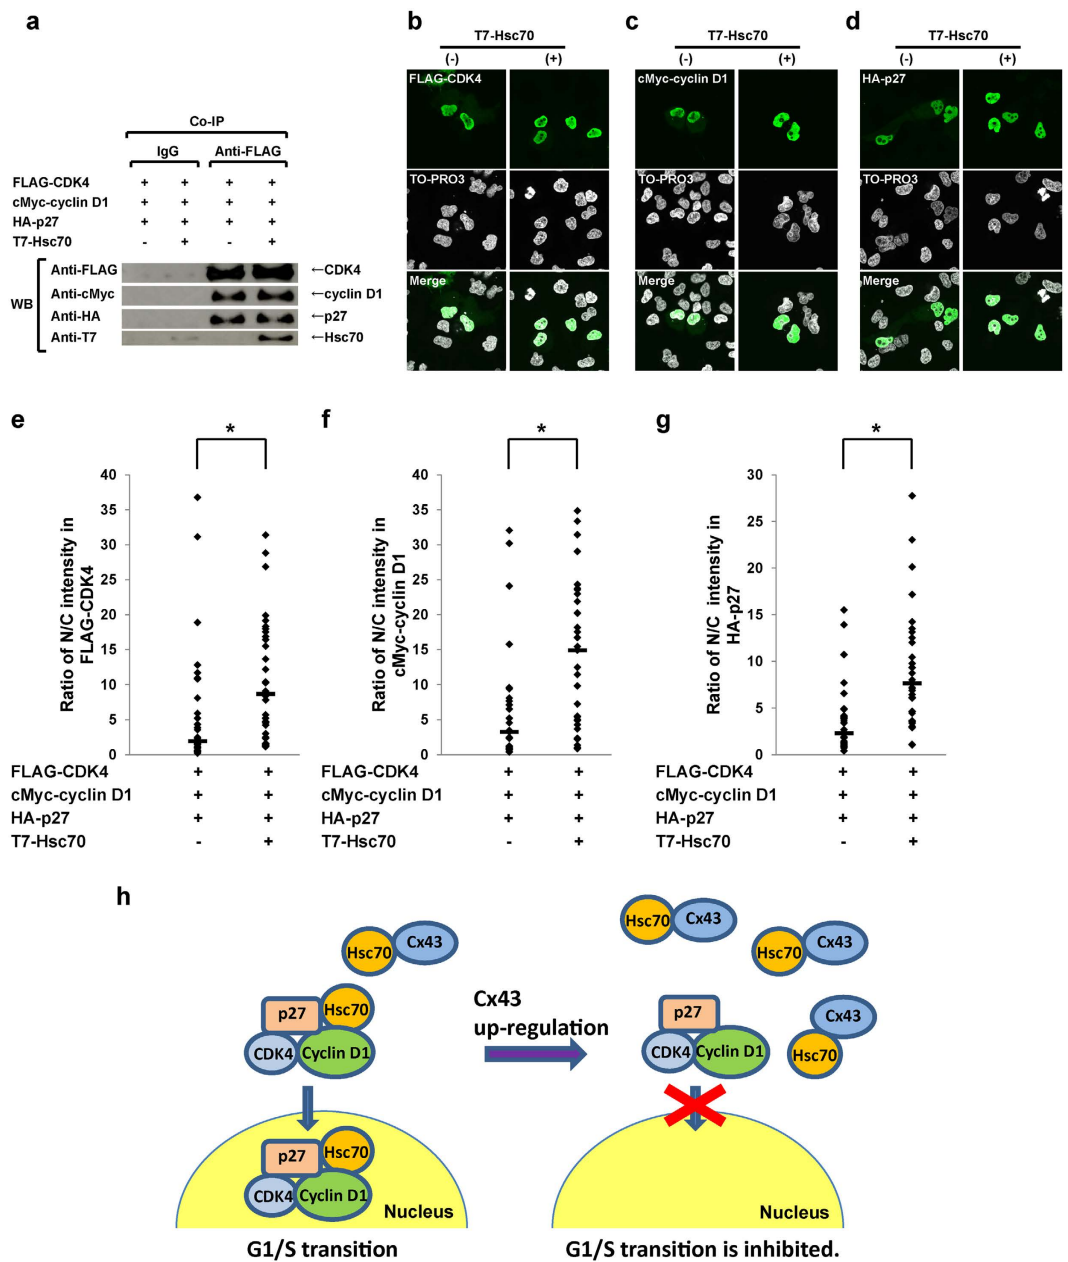 a
Co-IP
IgG Anti-FLAG
FLAG-CDK4 + + + +
cMyc-cyclin D1 + + + +
HA-p27 + + + +
T7-Hsc70 - + - +
WB
Anti-FLAG ←CDK4
Anti-cMyc ←cyclin D1
Anti-HA ←p27
Anti-T7 ←Hsc70
b
T7-Hsc70
(-) (+)
FLAG-CDK4
TO-PRO3
Merge
c
T7-Hsc70
(-) (+)
cMyc-cyclin D1
TO-PRO3
Merge
d
T7-Hsc70
(-) (+)
HA-p27
TO-PRO3
Merge
e
*
Ratio of N/C intensity in
FLAG-CDK4
40
35
30
25
20
15
10
5
0
FLAG-CDK4 + +
cMyc-cyclin D1 + +
HA-p27 + +
T7-Hsc70 - +
f
*
Ratio of N/C intensity in
cMyc-cyclin D1
40
35
30
25
20
15
10
5
0
FLAG-CDK4 + +
cMyc-cyclin D1 + +
HA-p27 + +
T7-Hsc70 - +
g
*
Ratio of N/C intensity in
HA-p27
30
25
20
15
10
5
0
FLAG-CDK4 + +
cMyc-cyclin D1 + +
HA-p27 + +
T7-Hsc70 - +
h
Hsc70 Cx43
p27 Hsc70
CDK4 Cyclin D1
p27 Hsc70
CDK4 Cyclin D1
Nucleus
G1/S transition
Cx43
up-regulation
Hsc70 Cx43
Hsc70 Cx43
p27
CDK4 Cyclin D1
Cx43
Hsc70
Nucleus
G1/S transition is inhibited.